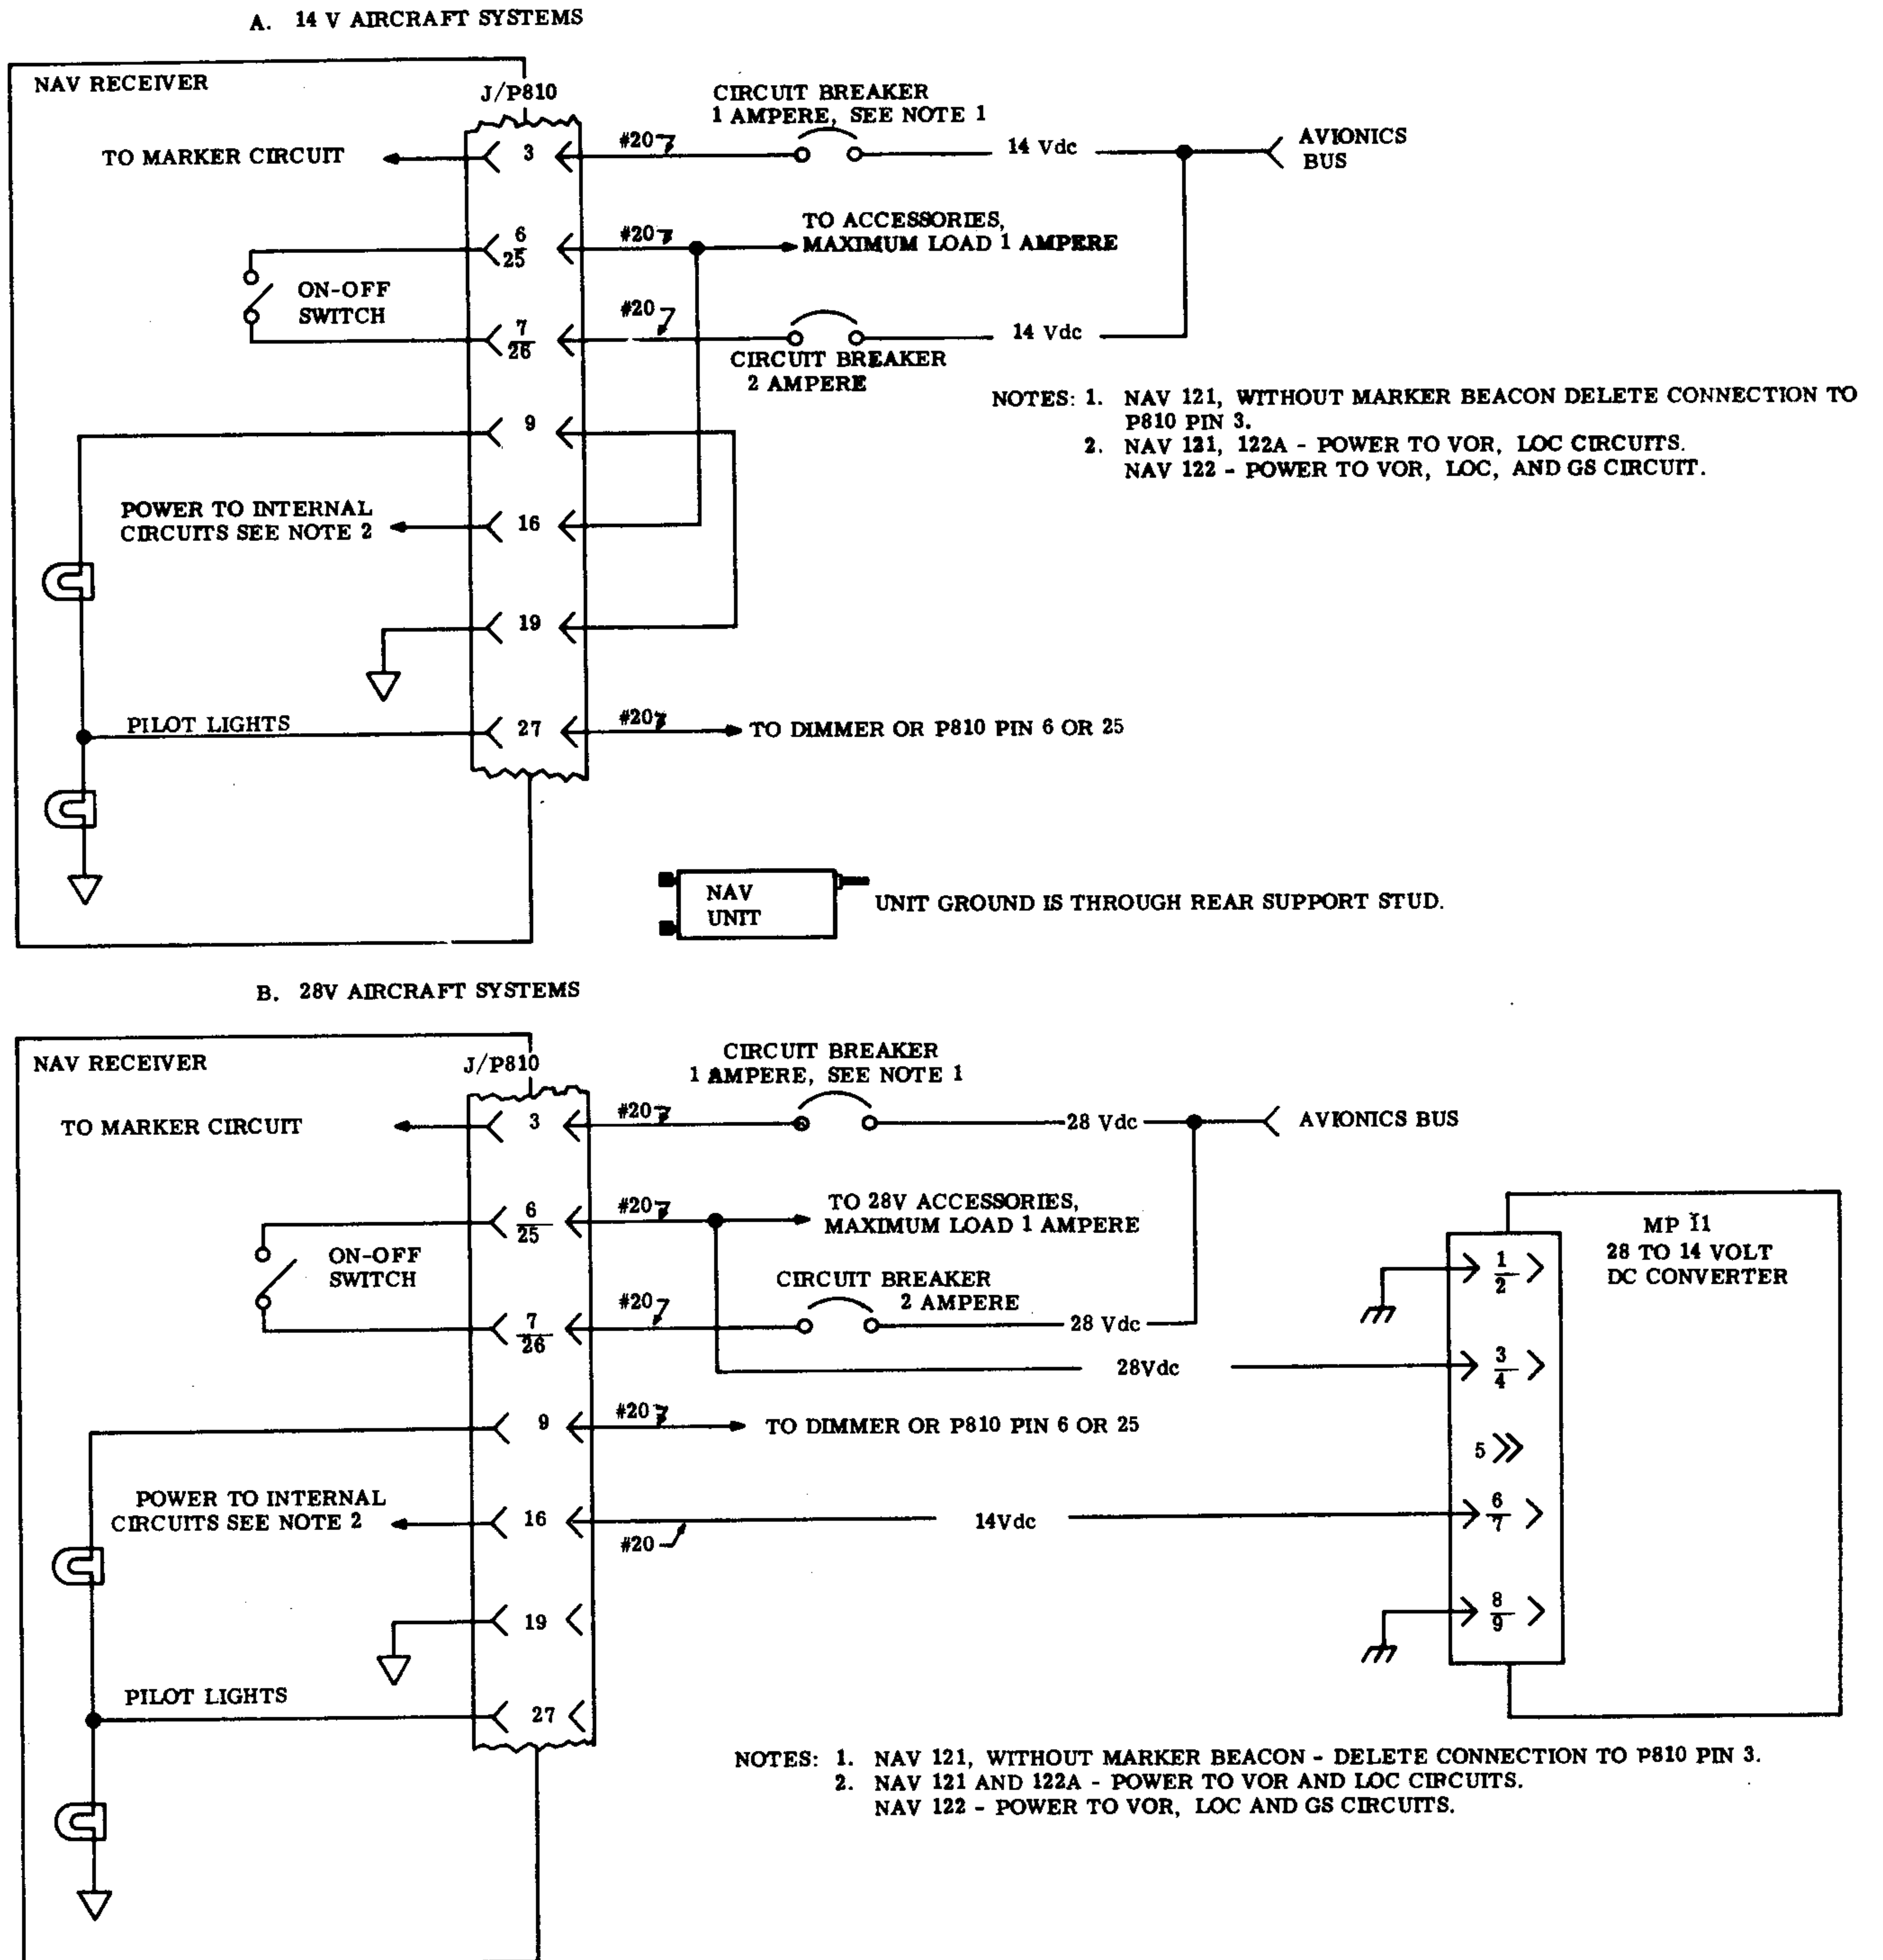 A. 14 V AIRCRAFT SYSTEMS
NAV RECEIVER
J/P810
CIRCUIT BREAKER
1 AMPERE, SEE NOTE 1
TO MARKER CIRCUIT
3
#20
14 Vdc
AVIONICS
BUS
6
25
#20
TO ACCESSORIES,
MAXIMUM LOAD 1 AMPERE
ON-OFF
SWITCH
7
26
#20
14 Vdc
CIRCUIT BREAKER
2 AMPERE
NOTES: 1. NAV 121, WITHOUT MARKER BEACON DELETE CONNECTION TO
P810 PIN 3.
2. NAV 121, 122A - POWER TO VOR, LOC CIRCUITS.
NAV 122 - POWER TO VOR, LOC, AND GS CIRCUIT.
9
POWER TO INTERNAL
CIRCUITS SEE NOTE 2
16
19
PILOT LIGHTS
27
#20
TO DIMMER OR P810 PIN 6 OR 25
NAV
UNIT
UNIT GROUND IS THROUGH REAR SUPPORT STUD.
B. 28V AIRCRAFT SYSTEMS
NAV RECEIVER
J/P810
CIRCUIT BREAKER
1 AMPERE, SEE NOTE 1
TO MARKER CIRCUIT
3
#20
28 Vdc
AVIONICS BUS
6
25
#20
TO 28V ACCESSORIES,
MAXIMUM LOAD 1 AMPERE
ON-OFF
SWITCH
7
26
#20
CIRCUIT BREAKER
2 AMPERE
28 Vdc
28Vdc
MP 11
28 TO 14 VOLT
DC CONVERTER
1
2
3
4
5
6
7
8
9
9
#20
TO DIMMER OR P810 PIN 6 OR 25
POWER TO INTERNAL
CIRCUITS SEE NOTE 2
16
#20
14Vdc
19
PILOT LIGHTS
27
NOTES: 1. NAV 121, WITHOUT MARKER BEACON - DELETE CONNECTION TO P810 PIN 3.
2. NAV 121 AND 122A - POWER TO VOR AND LOC CIRCUITS.
NAV 122 - POWER TO VOR, LOC AND GS CIRCUITS.